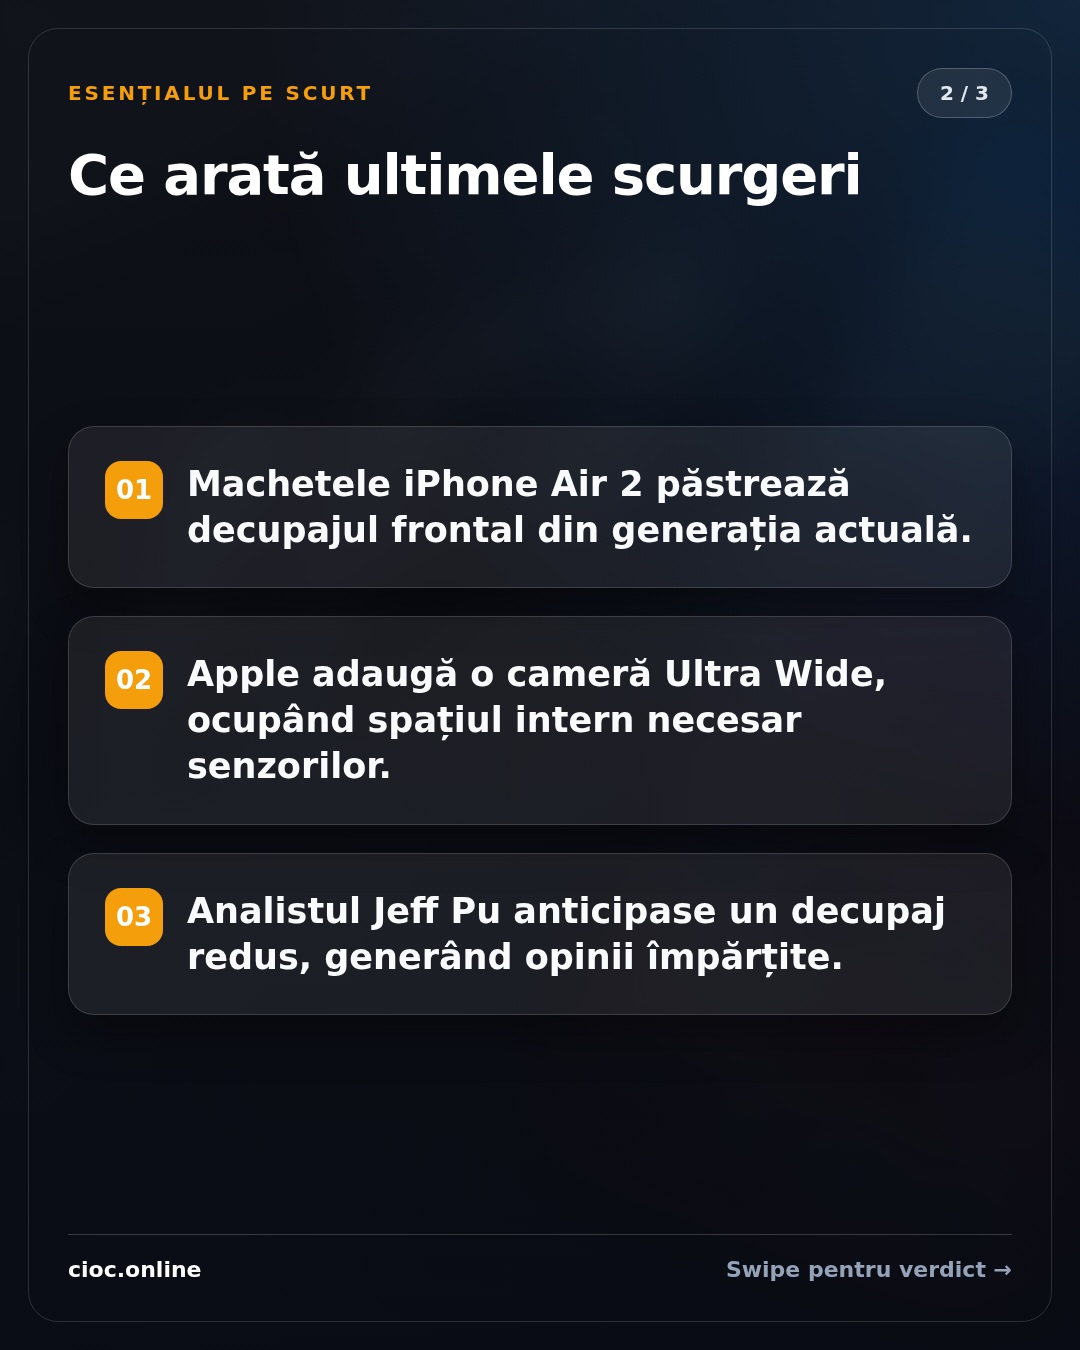 ESENȚIALUL PE SCURT
2 / 3
Ce arată ultimele scurgeri
01
Machetele iPhone Air 2 păstrează
decupajul frontal din generația actuală.
02
Apple adaugă o cameră Ultra Wide,
ocupând spațiul intern necesar
senzorilor.
03
Analistul Jeff Pu anticipase un decupaj
redus, generând opinii împărțite.
cioc.online
Swipe pentru verdict →